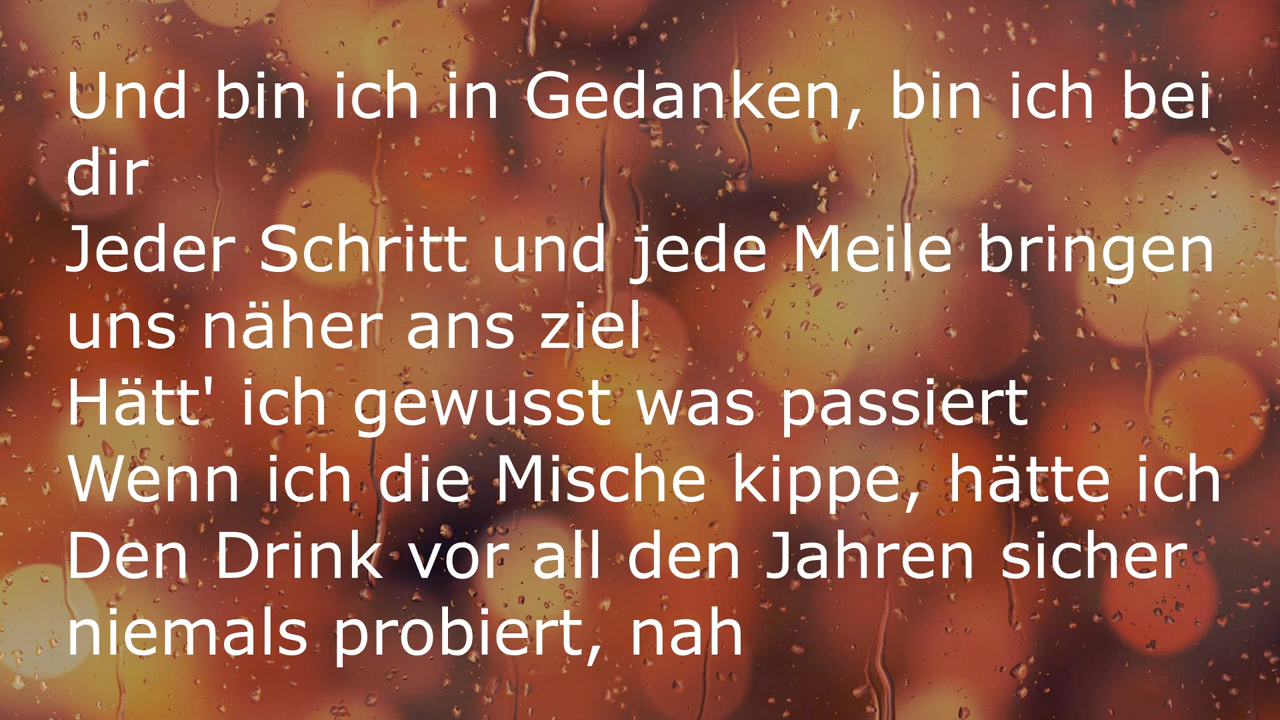 Und bin ich in Gedanken, bin ich bei
dir
Jeder Schritt und jede Meile bringen
uns näher ans ziel
Hätt' ich gewusst was passiert
Wenn ich die Mische kippe, hätte ich
Den Drink vor all den Jahren sicher
niemals probiert, nah